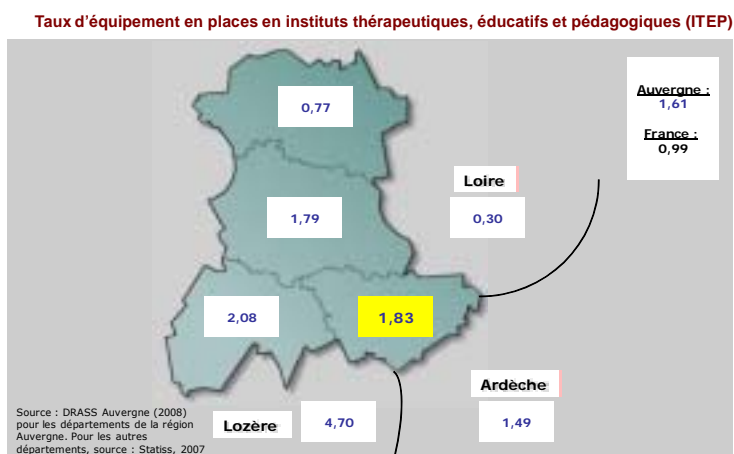 Taux d'équipement en places en instituts thérapeutiques, éducatifs et pédagogiques (ITEP)
Auvergne :
1,61
France :
0,99
0,77
Loire
1,79
0,30
2,08
1,83
Ardèche
1,49
Lozère
4,70
Source : DRASS Auvergne (2008)
pour les départements de la région
Auvergne. Pour les autres
départements, source : Statiss, 2007